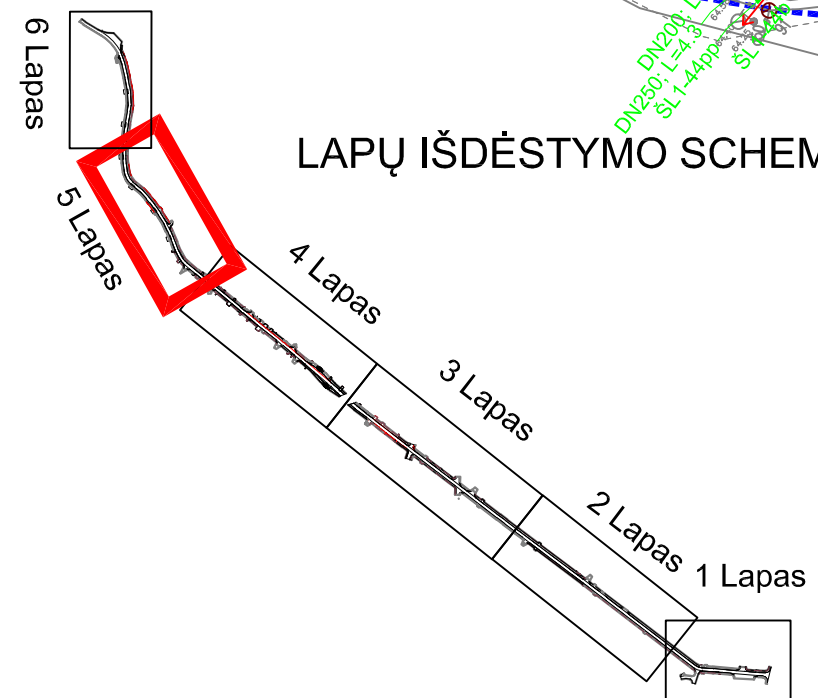 DN200; L
DN250; L=4.3
ŠL1-44pp
LAPŲ IŠDĖSTYMO SCHEM
6 Lapas
5 Lapas
4 Lapas
3 Lapas
2 Lapas
1 Lapas